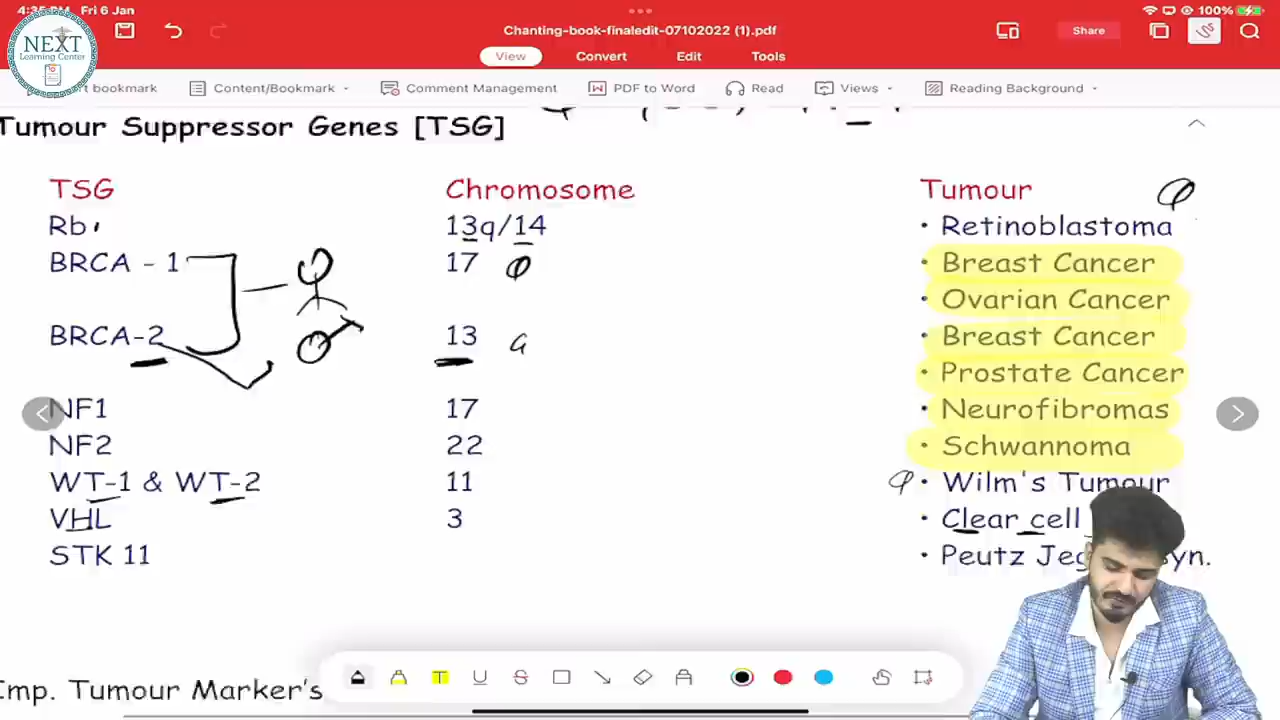 4:35 PM Fri 6 Jan
100%
NEXT
Learning Center
Chanting-book-finaledit-07102022 (1).pdf
Share
View Convert Edit Tools
bookmark Content/Bookmark Comment Management PDF to Word Read Views Reading Background
Tumour Suppressor Genes [TSG]
TSG Chromosome Tumour
Rb 13q/14 • Retinoblastoma
BRCA - 1 17 • Breast Cancer
• Ovarian Cancer
BRCA-2 13 • Breast Cancer
• Prostate Cancer
NF1 17 • Neurofibromas
NF2 22 • Schwannoma
WT-1 & WT-2 11 • Wilm's Tumour
VHL 3 • Clear cell
STK 11 • Peutz syn.
Imp. Tumour Marker's